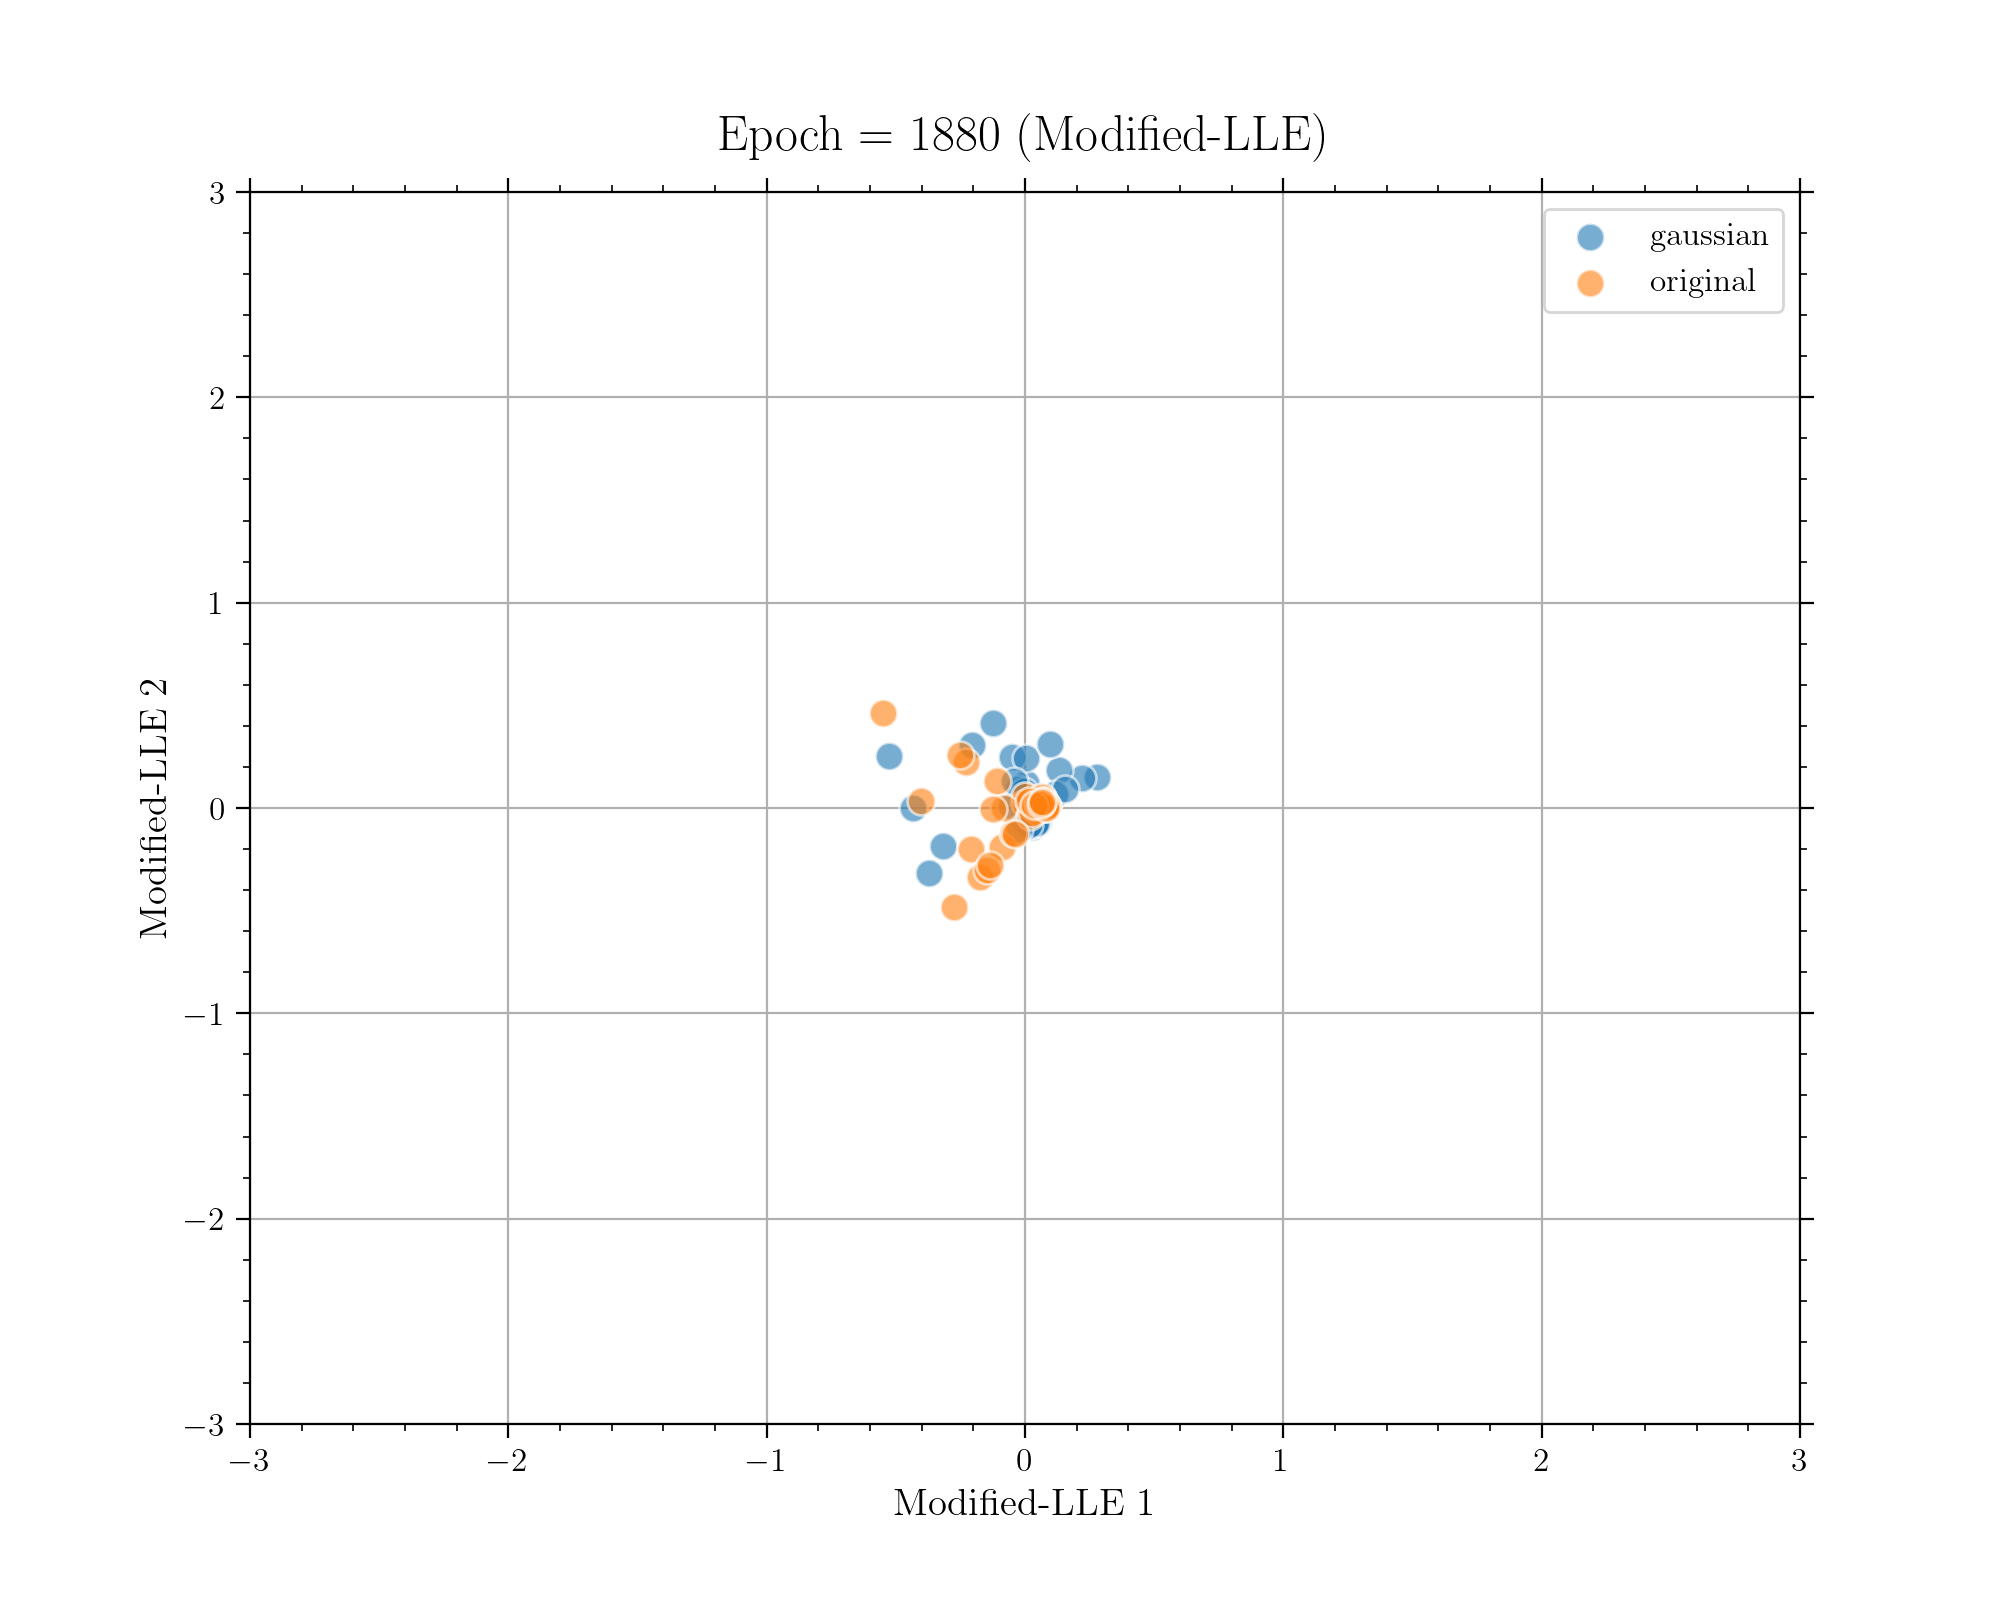 Epoch = 1880 (Modified-LLE)
gaussian
original
3
2
1
0
−1
−2
−3
Modified-LLE 2
−3
−2
−1
0
1
2
3
Modified-LLE 1